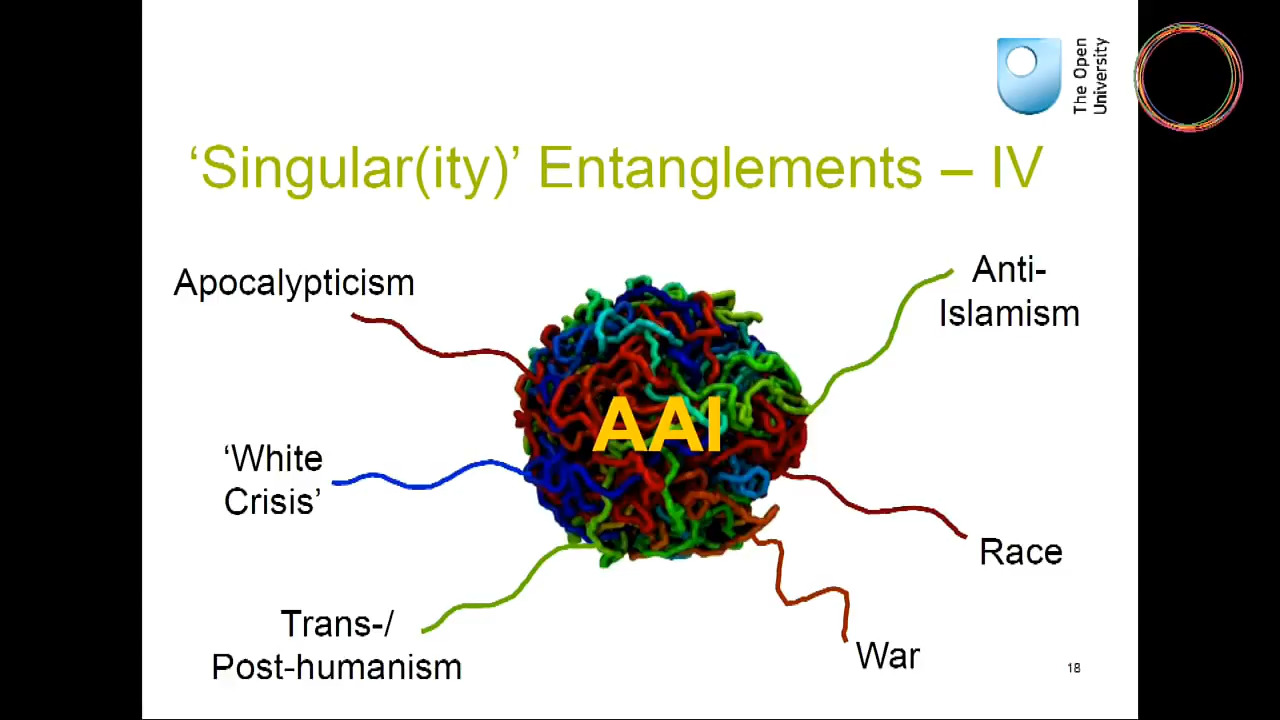 The Open
University
‘Singular(ity)’ Entanglements – IV
Apocalypticism
Anti-
Islamism
AAI
‘White
Crisis’
Race
Trans-/
Post-humanism
War
18